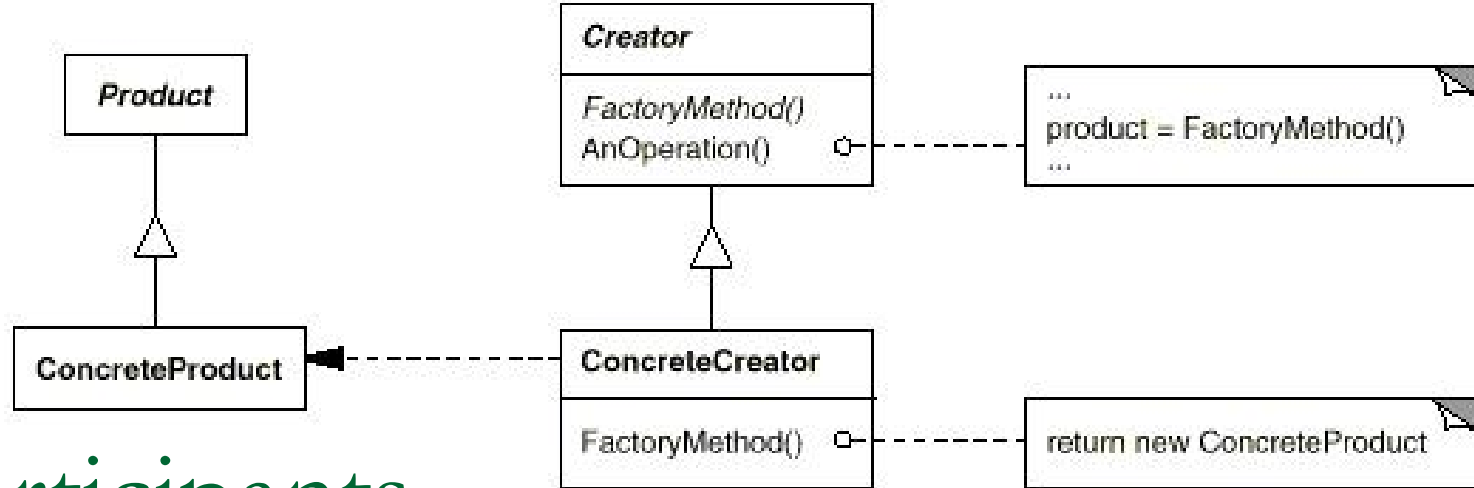 Product
Creator
FactoryMethod()
AnOperation()
...
product = FactoryMethod()
...
ConcreteProduct
ConcreteCreator
FactoryMethod()
return new ConcreteProduct